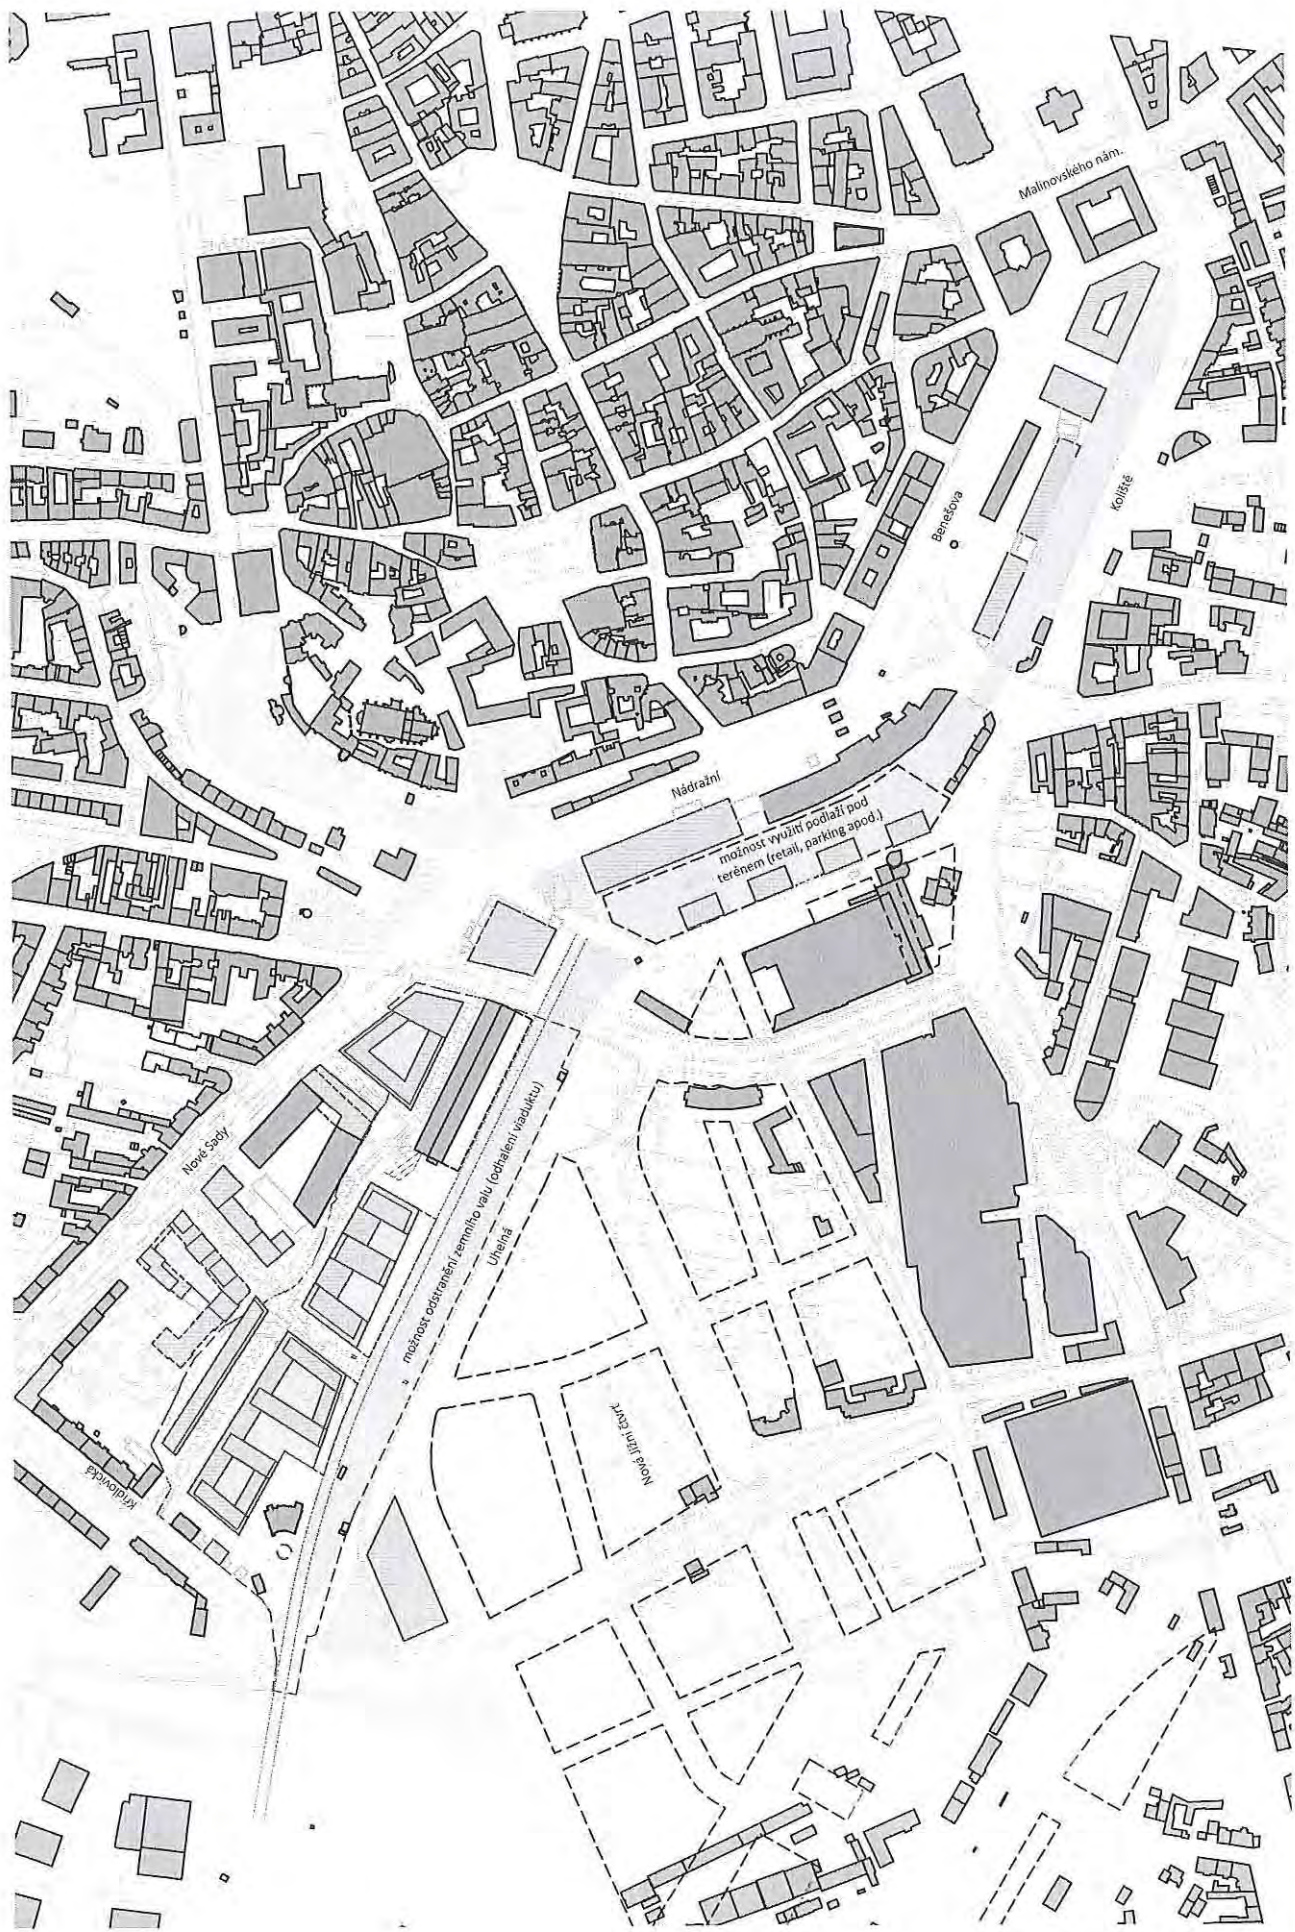 Malinovského nám.
Koliště
Benešova
Nádražní
možnost využití podlaží pod
terénem (retail, parking apod.)
Nové Sady
možnost odstranění zemního valu (odhalení viaduktu)
Uhelná
Nová Jižní čtvrť
Křídlovická